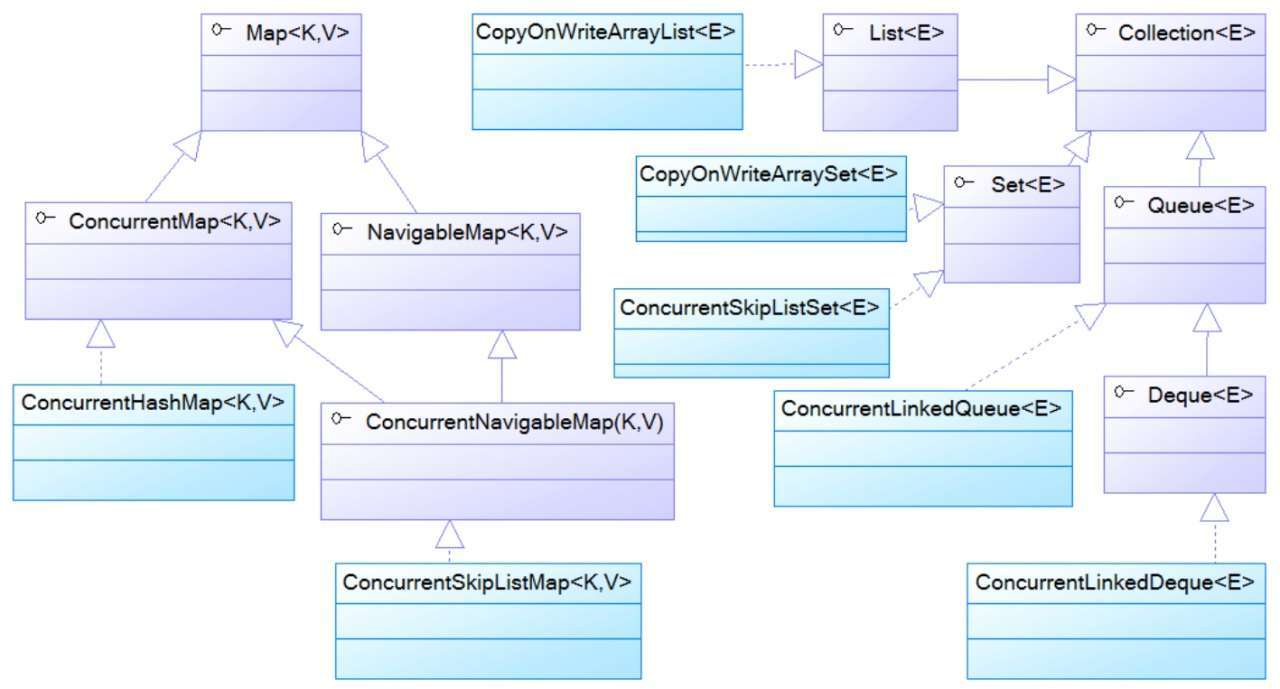 Map<K,V>
CopyOnWriteArrayList<E>
List<E>
Collection<E>
CopyOnWriteArraySet<E>
Set<E>
Queue<E>
ConcurrentMap<K,V>
NavigableMap<K,V>
ConcurrentSkipListSet<E>
ConcurrentHashMap<K,V>
ConcurrentNavigableMap(K,V)
ConcurrentLinkedQueue<E>
Deque<E>
ConcurrentSkipListMap<K,V>
ConcurrentLinkedDeque<E>